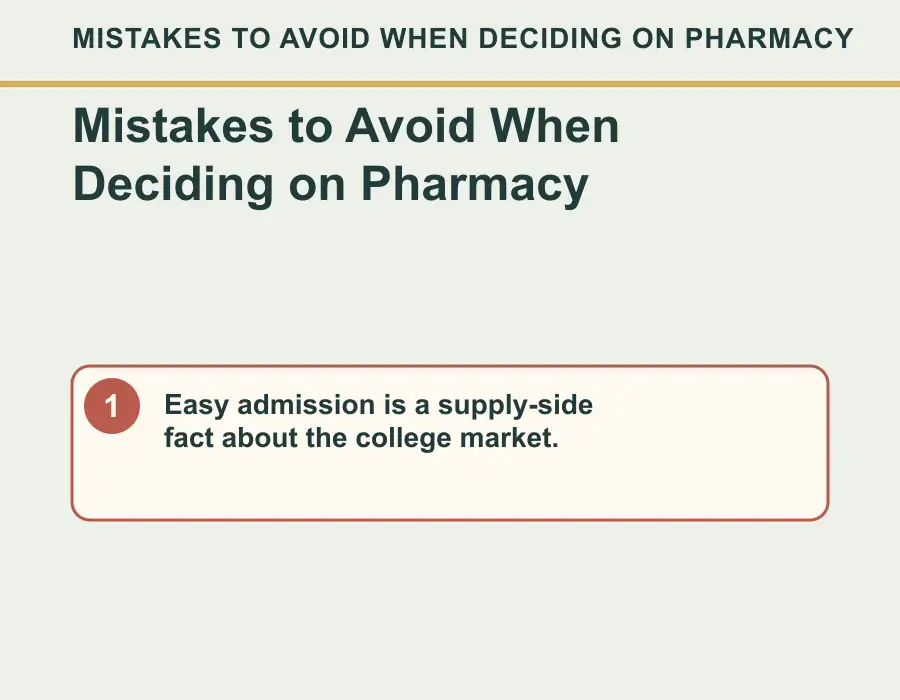 MISTAKES TO AVOID WHEN DECIDING ON PHARMACY
Mistakes to Avoid When
Deciding on Pharmacy
1
Easy admission is a supply-side
fact about the college market.